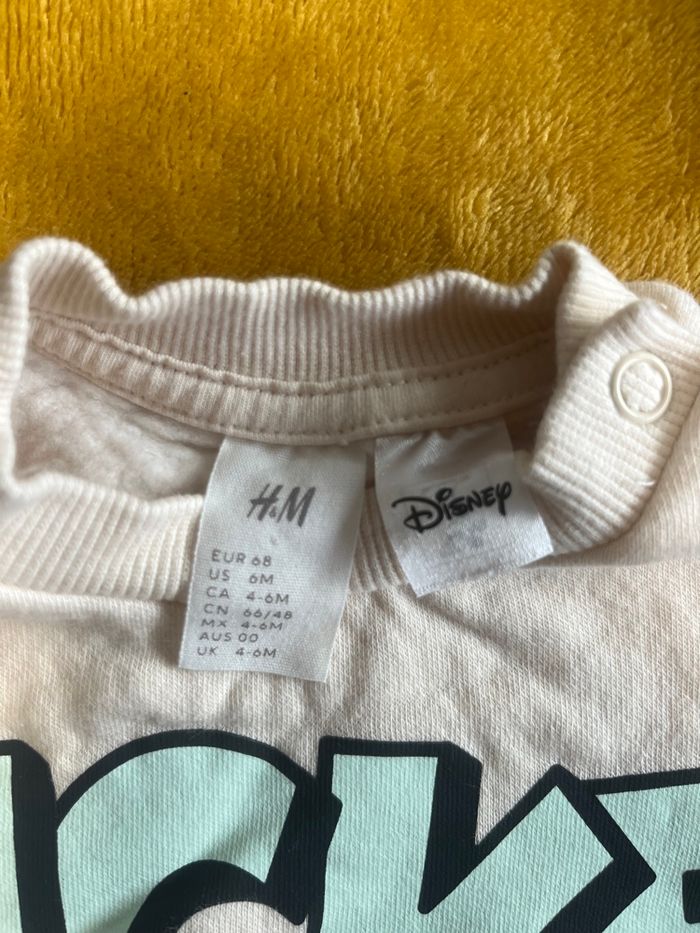 H&M
EUR 68
US 6M
CA 4-6M
CN 66/48
MX 4-6M
AUS 00
UK 4-6M
Disney
CK